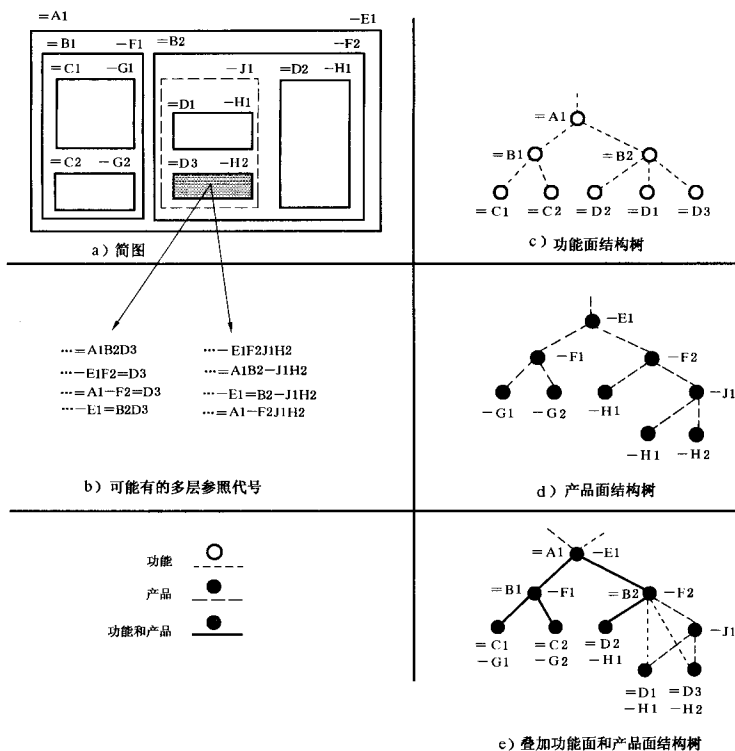 =A1 −E1
=B1 −F1 =B2 −F2
=C1 −G1 −J1 =D2 −H1
=D1 −H1
=C2 −G2 =D3 −H2
a）简图
…=A1B2D3
…−E1F2=D3
…=A1−F2=D3
…−E1=B2D3
…−E1F2J1H2
…=A1B2−J1H2
…−E1=B2−J1H2
…=A1−F2J1H2
b）可能有的多层参照代号
功能
产品
功能和产品
=A1
=B1 =B2
=C1 =C2 =D2 =D1 =D3
c）功能面结构树
−E1
−F1 −F2
−G1 −G2 −H1 −J1
−H1 −H2
d）产品面结构树
=A1 −E1
=B1 −F1 =B2 −F2
−J1
=C1 =C2 =D2
−G1 −G2 −H1
=D1 =D3
−H1 −H2
e）叠加功能面和产品面结构树